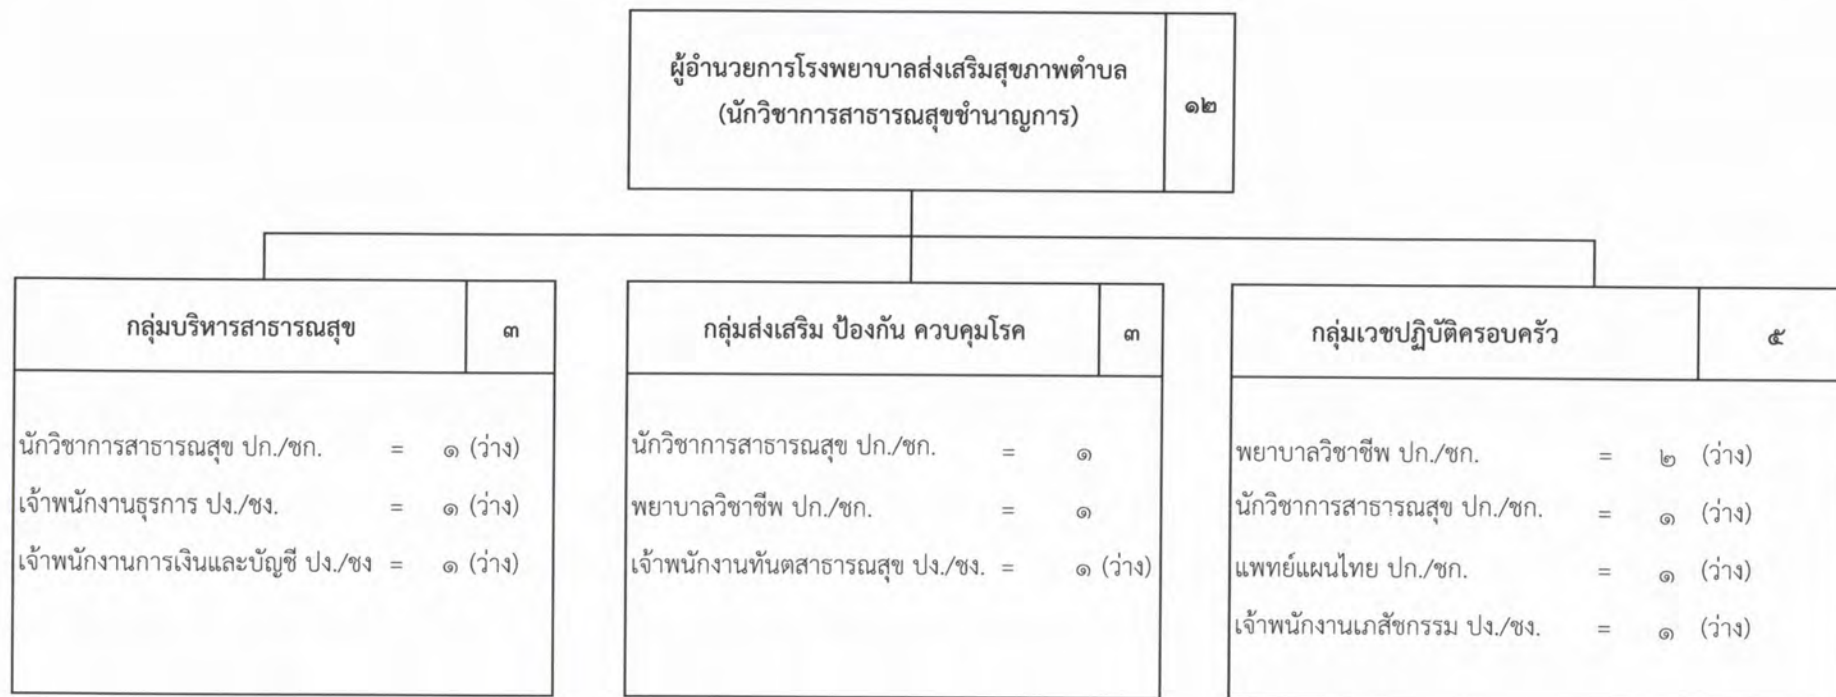 ผู้อำนวยการโรงพยาบาลส่งเสริมสุขภาพตำบล
(นักวิชาการสาธารณสุขชำนาญการ)
๑๒
กลุ่มบริหารสาธารณสุข ๓
นักวิชาการสาธารณสุข ปก./ชก. = ๑ (ว่าง)
เจ้าพนักงานธุรการ ปง./ชง. = ๑ (ว่าง)
เจ้าพนักงานการเงินและบัญชี ปง./ชง = ๑ (ว่าง)
กลุ่มส่งเสริม ป้องกัน ควบคุมโรค ๓
นักวิชาการสาธารณสุข ปก./ชก. = ๑
พยาบาลวิชาชีพ ปก./ชก. = ๑
เจ้าพนักงานทันตสาธารณสุข ปง./ชง. = ๑ (ว่าง)
กลุ่มเวชปฏิบัติครอบครัว ๕
พยาบาลวิชาชีพ ปก./ชก. = ๒ (ว่าง)
นักวิชาการสาธารณสุข ปก./ชก. = ๑ (ว่าง)
แพทย์แผนไทย ปก./ชก. = ๑ (ว่าง)
เจ้าพนักงานเภสัชกรรม ปง./ชง. = ๑ (ว่าง)